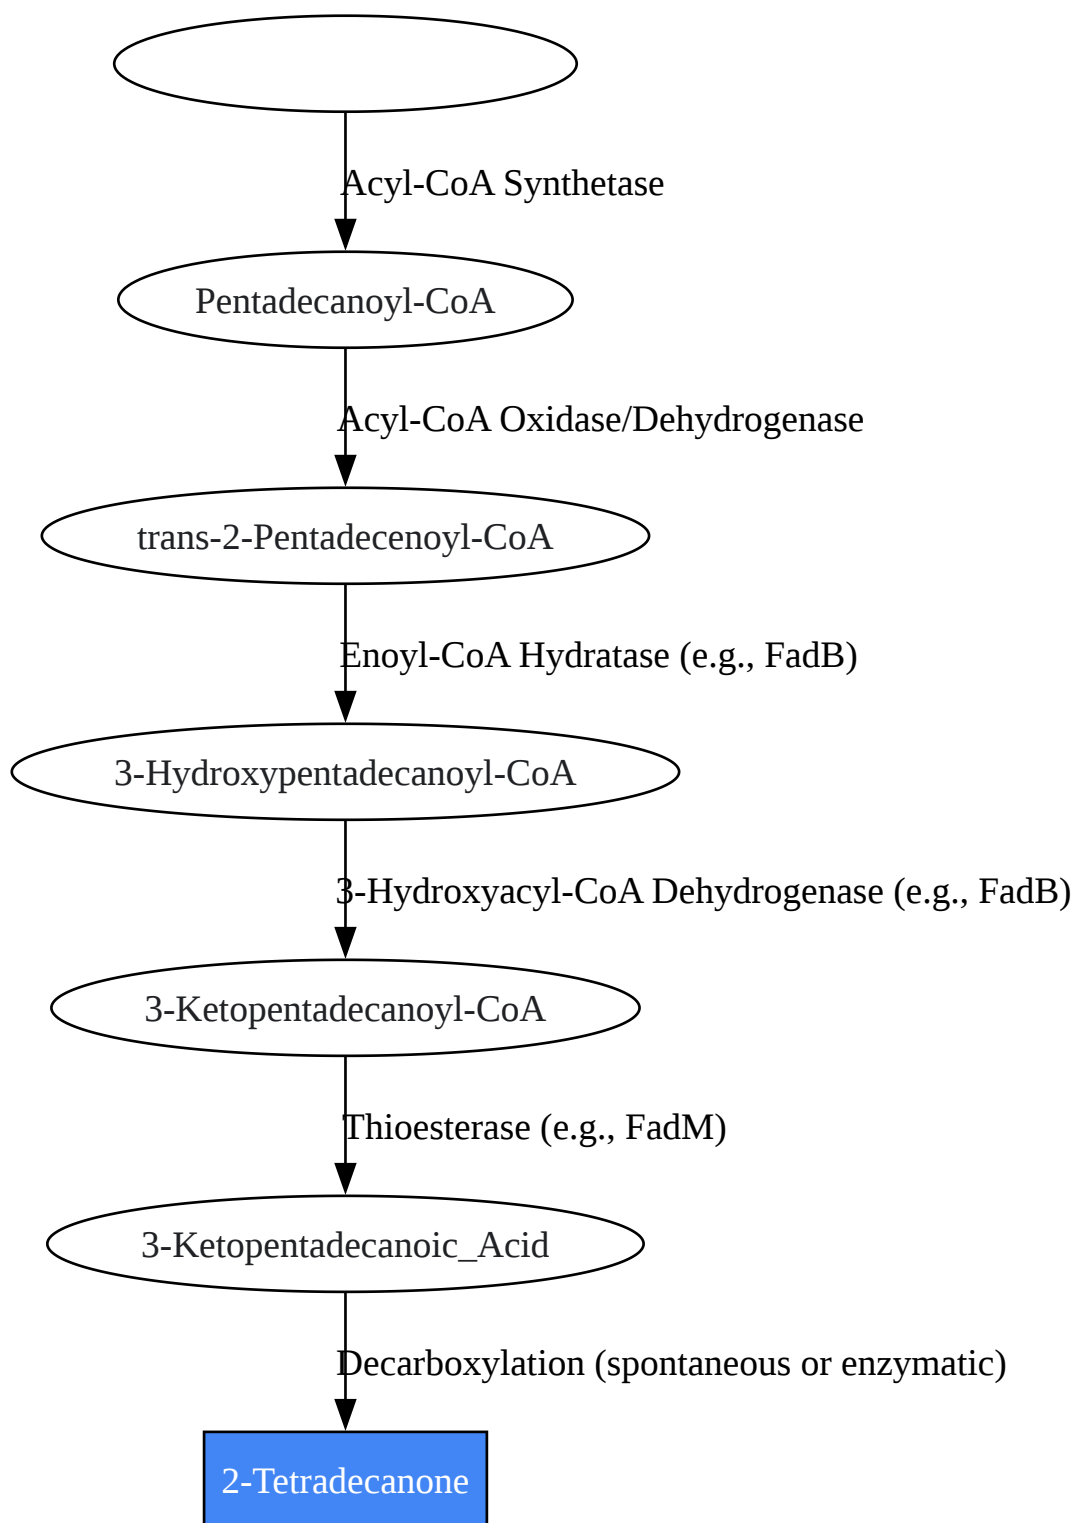 Acyl-CoA Synthetase
Pentadecanoyl-CoA
Acyl-CoA Oxidase/Dehydrogenase
trans-2-Pentadecenoyl-CoA
Enoyl-CoA Hydratase (e.g., FadB)
3-Hydroxypentadecanoyl-CoA
3-Hydroxyacyl-CoA Dehydrogenase (e.g., FadB)
3-Ketopentadecanoyl-CoA
Thioesterase (e.g., FadM)
3-Ketopentadecanoic_Acid
Decarboxylation (spontaneous or enzymatic)
2-Tetradecanone